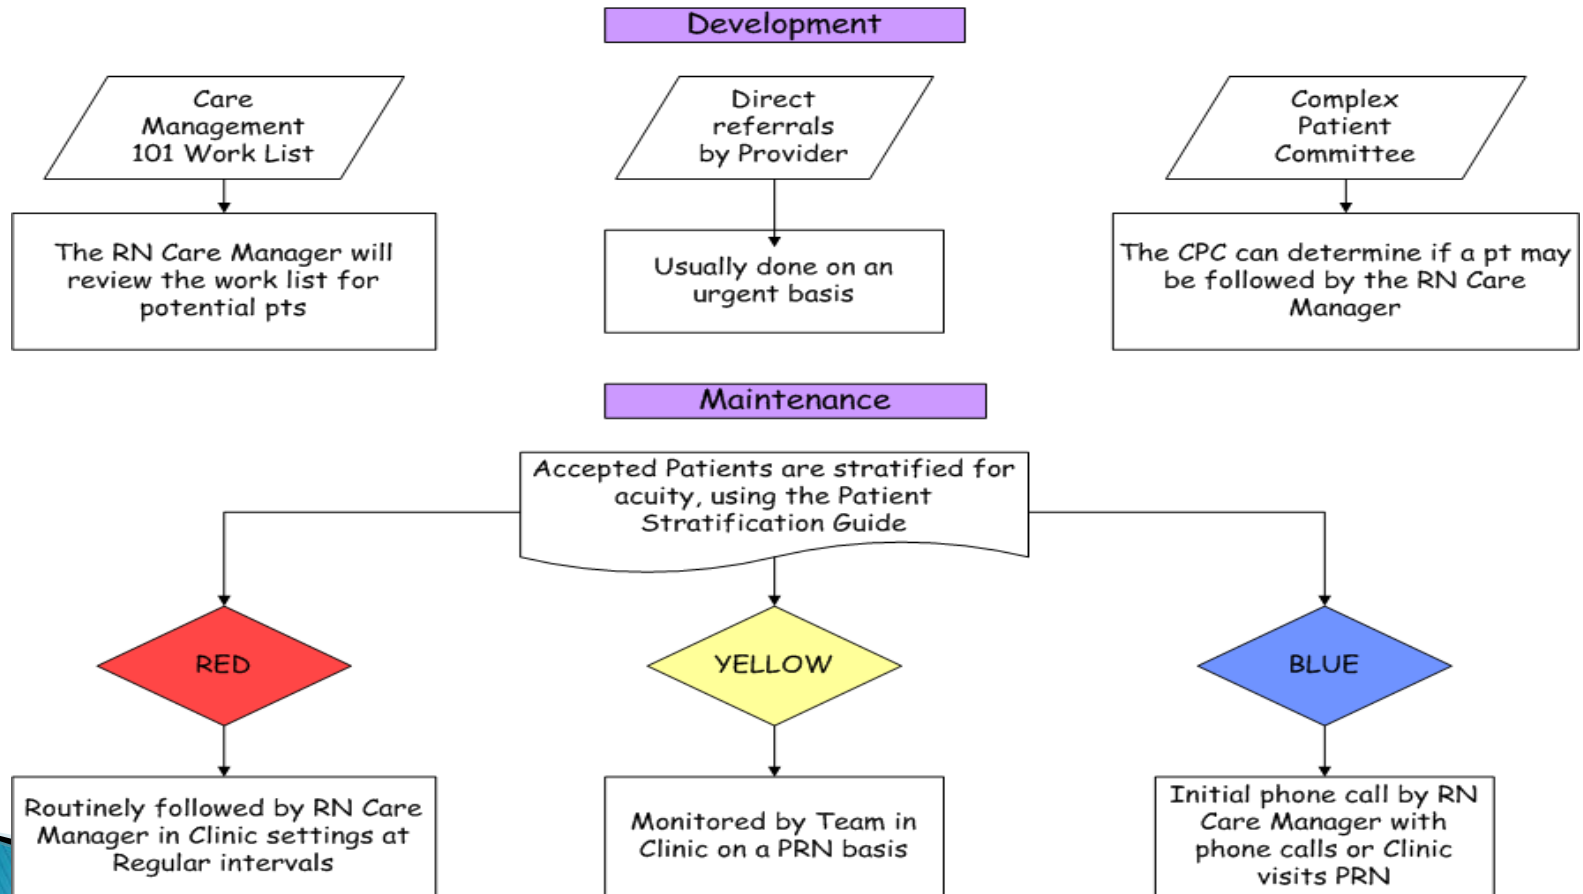 Development
Care
Management
101 Work List
Direct
referrals
by Provider
Complex
Patient
Committee
The RN Care Manager will
review the work list for
potential pts
Usually done on an
urgent basis
The CPC can determine if a pt may
be followed by the RN Care
Manager
Maintenance
Accepted Patients are stratified for
acuity, using the Patient
Stratification Guide
RED
YELLOW
BLUE
Routinely followed by RN Care
Manager in Clinic settings at
Regular intervals
Monitored by Team in
Clinic on a PRN basis
Initial phone call by RN
Care Manager with
phone calls or Clinic
visits PRN